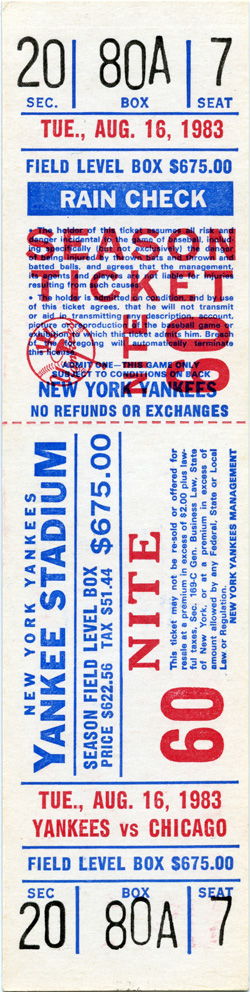 20 80A 7
SEC. BOX SEAT
TUE., AUG. 16, 1983
FIELD LEVEL BOX $675.00
RAIN CHECK
SEASON
TICKET
NITE
60
The holder of this ticket assumes all risk and
danger incidental to the game of baseball, includ-
ing specifically (but not exclusively) the danger
of being injured by thrown bats and thrown or
batted balls, and agrees that the management,
its agents and players are not liable for injuries
resulting from such causes.
The holder is admitted on condition, and by use
of this ticket agrees, that he will not transmit
or aid in transmitting any description, account,
picture or reproduction of the baseball game or
exhibition to which this ticket admits him. Breach
of the foregoing will automatically terminate
this license.
ADMIT ONE—THIS GAME ONLY
SUBJECT TO CONDITIONS ON BACK
NEW YORK YANKEES
NO REFUNDS OR EXCHANGES
NEW YORK YANKEES
YANKEE STADIUM
SEASON FIELD LEVEL BOX
PRICE $622.56 TAX $51.44
$675.00
NITE
60
This ticket may not be re-sold or offered for
resale at a premium in excess of $2.00 plus law-
ful taxes, Sec. 169-C Gen. Business Law, State
of New York, or at a premium in excess of
amount allowed by any Federal, State or Local
Law or Regulation.
NEW YORK YANKEES MANAGEMENT
TUE., AUG. 16, 1983
YANKEES vs CHICAGO
FIELD LEVEL BOX $675.00
SEC BOX SEAT
20 80A 7